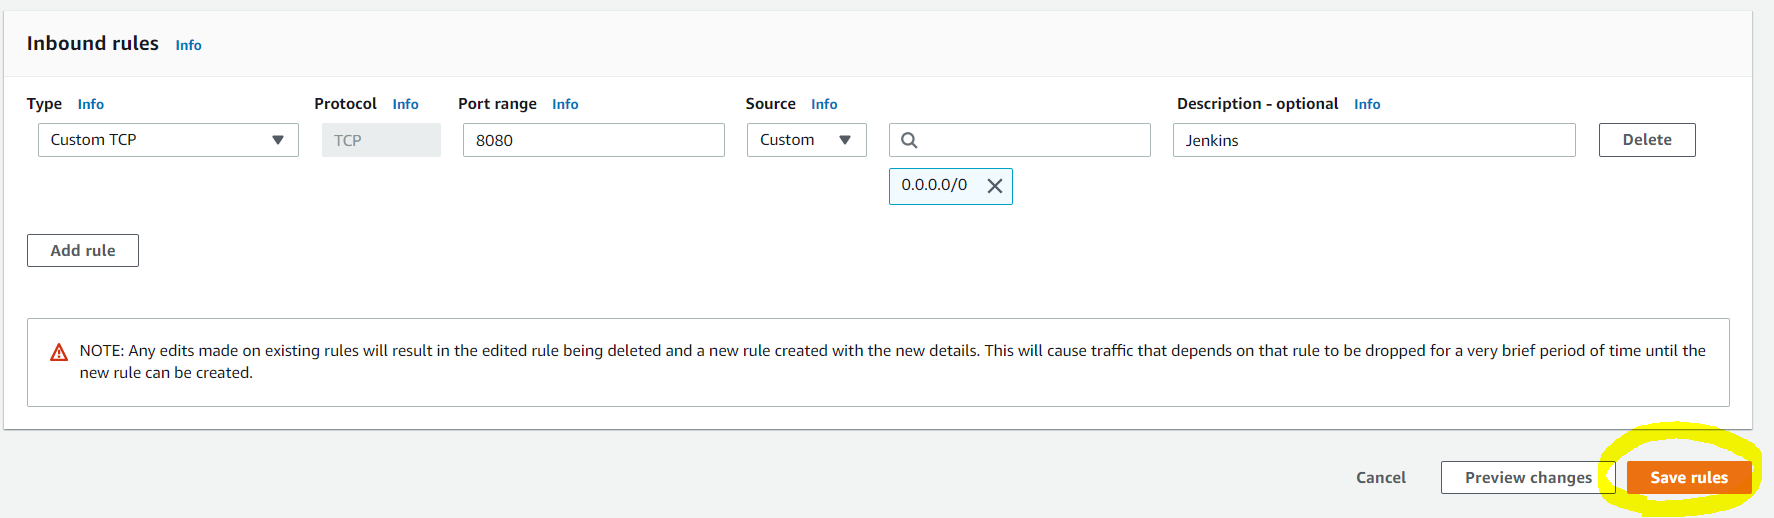 Inbound rules Info
Type Info Protocol Info Port range Info Source Info Description - optional Info
Custom TCP TCP 8080 Custom Jenkins Delete
0.0.0.0/0
Add rule
NOTE: Any edits made on existing rules will result in the edited rule being deleted and a new rule created with the new details. This will cause traffic that depends on that rule to be dropped for a very brief period of time until the
new rule can be created.
Cancel Preview changes Save rules